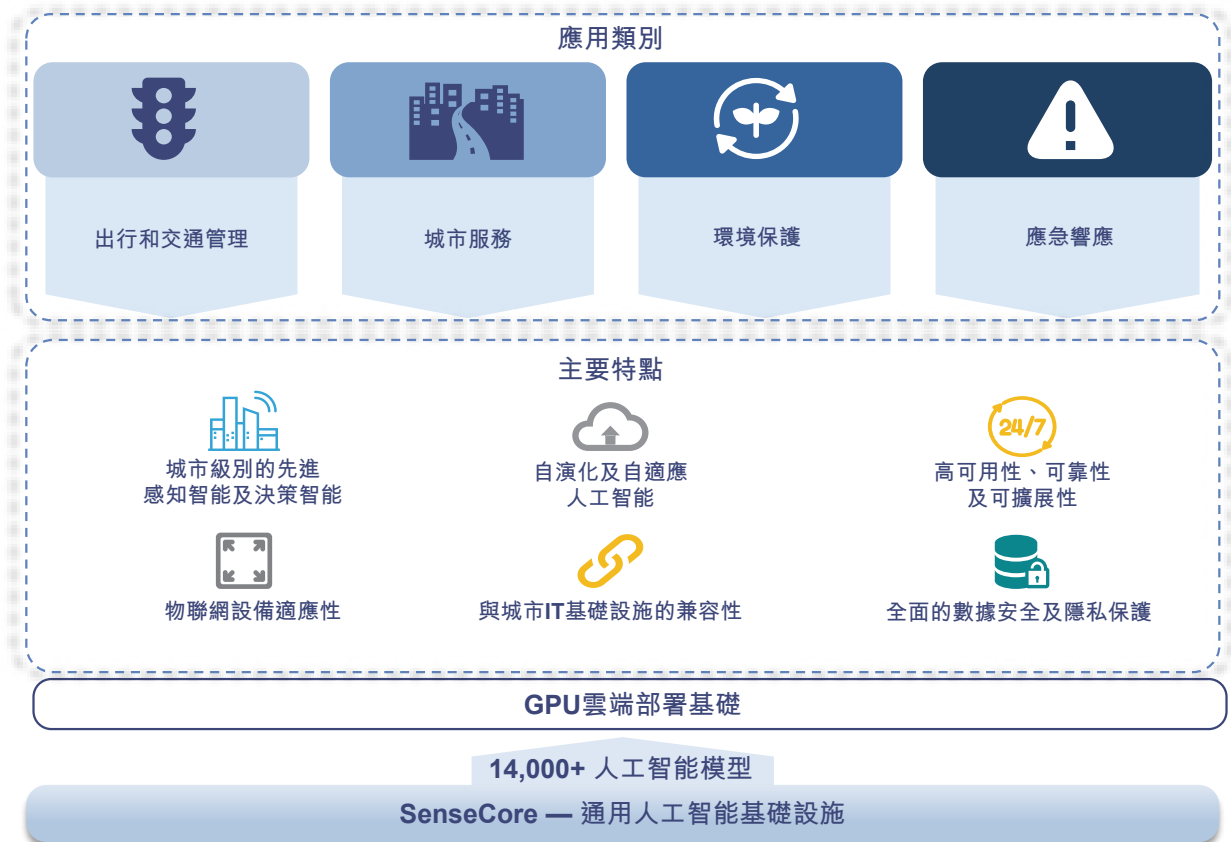 應用類別
出行和交通管理
城市服務
環境保護
應急響應
主要特點
城市級別的先進
感知智能及決策智能
自演化及自適應
人工智能
24/7
高可用性、可靠性
及可擴展性
物聯網設備適應性
與城市IT基礎設施的兼容性
全面的數據安全及隱私保護
GPU雲端部署基礎
14,000+ 人工智能模型
SenseCore — 通用人工智能基礎設施